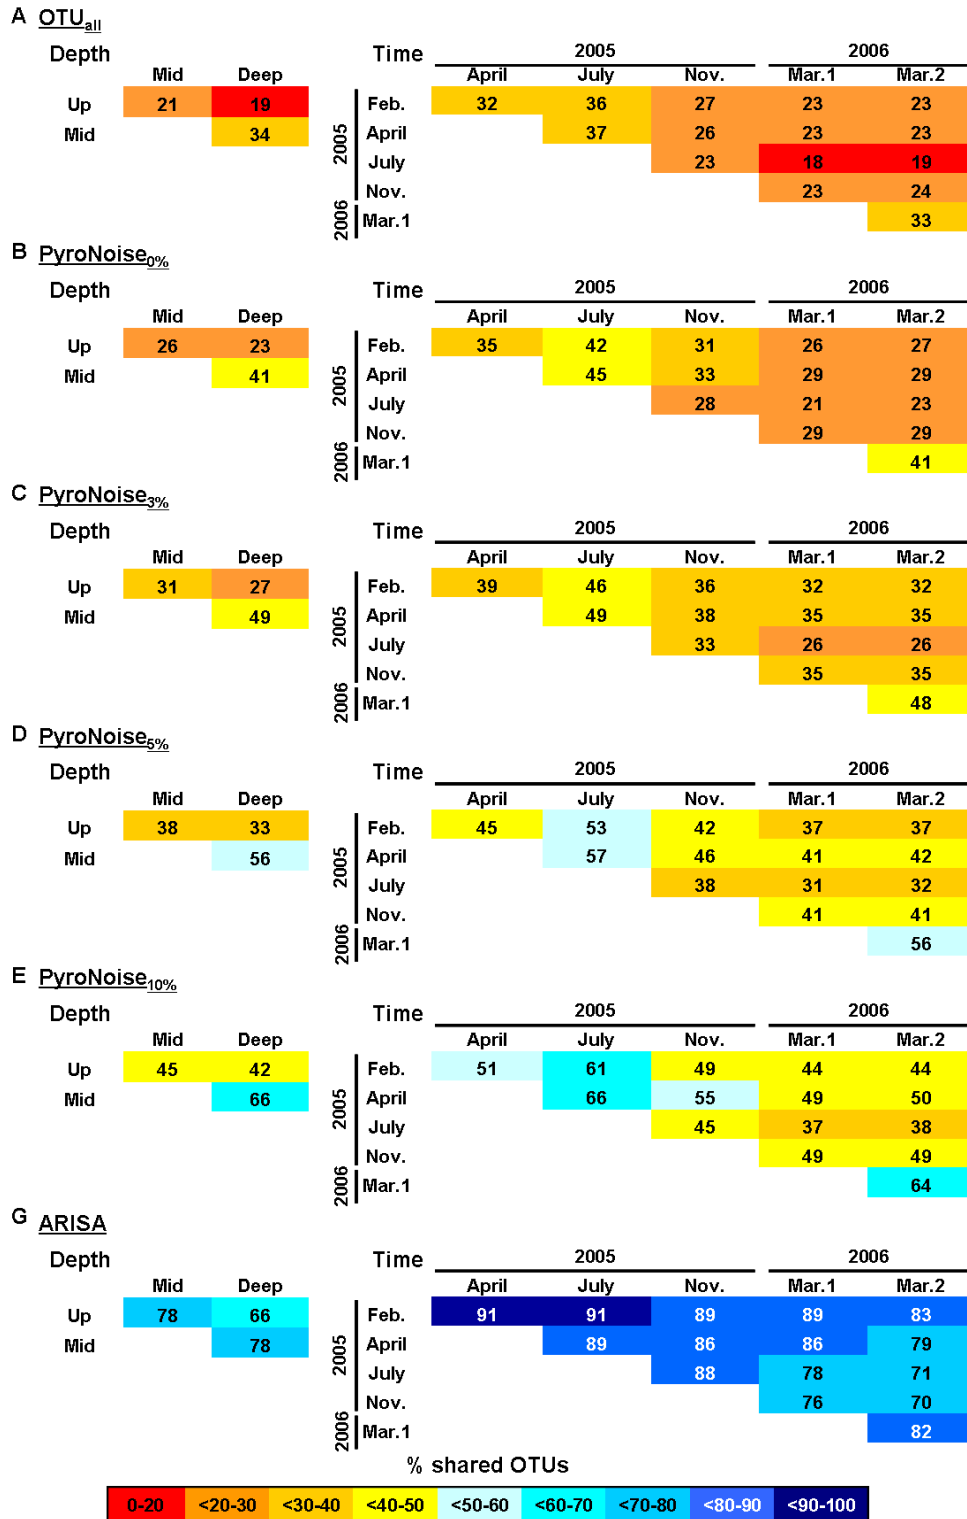 A OTUall
Depth Time 2005 2006
Mid Deep April July Nov. Mar.1 Mar.2
Up 21 19 Feb. 32 36 27 23 23
Mid 34 April 37 26 23 23
2005 July 23 18 19
Nov. 23 24
2006 Mar.1 33
B PyroNoise0%
Depth Time 2005 2006
Mid Deep April July Nov. Mar.1 Mar.2
Up 26 23 Feb. 35 42 31 26 27
Mid 41 April 45 33 29 29
2005 July 28 21 23
Nov. 29 29
2006 Mar.1 41
C PyroNoise3%
Depth Time 2005 2006
Mid Deep April July Nov. Mar.1 Mar.2
Up 31 27 Feb. 39 46 36 32 32
Mid 49 April 49 38 35 35
2005 July 33 26 26
Nov. 35 35
2006 Mar.1 48
D PyroNoise5%
Depth Time 2005 2006
Mid Deep April July Nov. Mar.1 Mar.2
Up 38 33 Feb. 45 53 42 37 37
Mid 56 April 57 46 41 42
2005 July 38 31 32
Nov. 41 41
2006 Mar.1 56
E PyroNoise10%
Depth Time 2005 2006
Mid Deep April July Nov. Mar.1 Mar.2
Up 45 42 Feb. 51 61 49 44 44
Mid 66 April 66 55 49 50
2005 July 45 37 38
Nov. 49 49
2006 Mar.1 64
G ARISA
Depth Time 2005 2006
Mid Deep April July Nov. Mar.1 Mar.2
Up 78 66 Feb. 91 91 89 89 83
Mid 78 April 89 86 86 79
2005 July 88 78 71
Nov. 76 70
2006 Mar.1 82
% shared OTUs
0-20 <20-30 <30-40 <40-50 <50-60 <60-70 <70-80 <80-90 <90-100